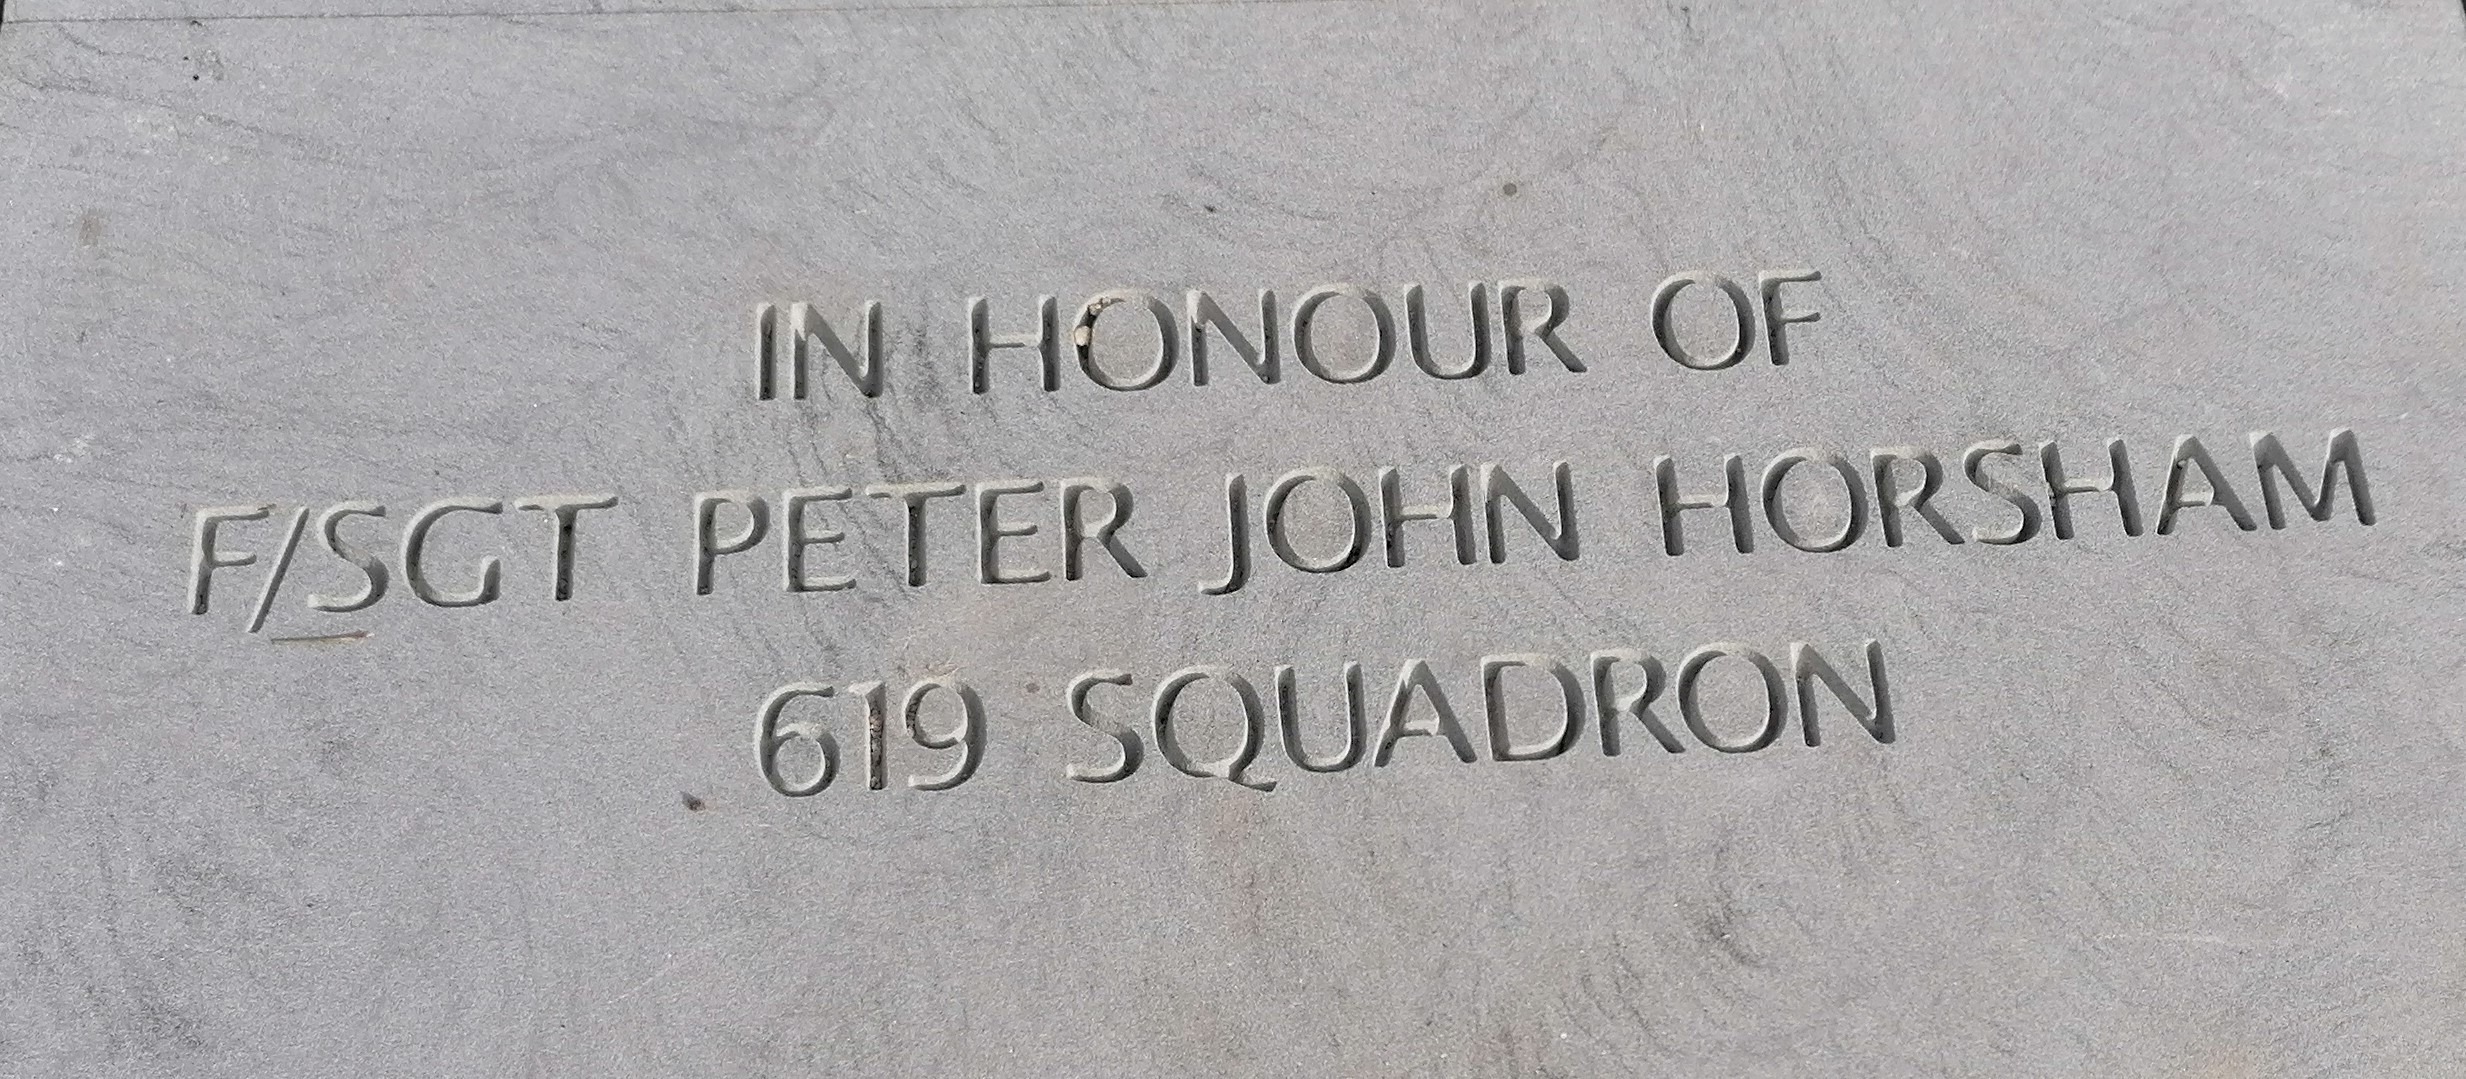 IN HONOUR OF
F/SGT PETER JOHN HORSHAM
619 SQUADRON